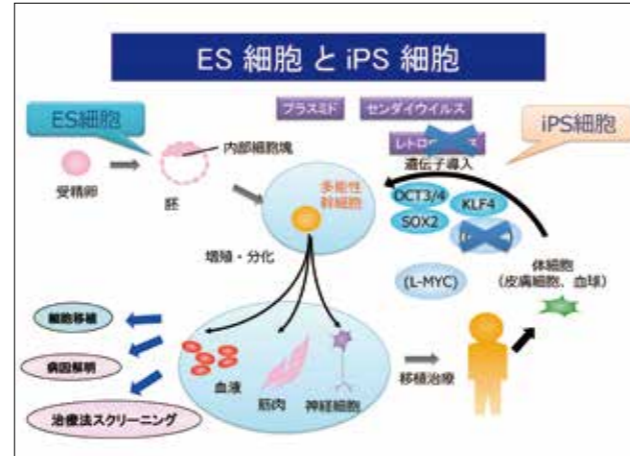 ES 細胞 と iPS 細胞
プラスミド
センダイウイルス
ES細胞
iPS細胞
内部細胞塊
遺伝子導入
受精卵
胚
多能性
幹細胞
OCT3/4
KLF4
SOX2
増殖・分化
(L-MYC)
体細胞
(皮膚細胞、血球)
細胞移植
病因解明
治療法スクリーニング
血液
筋肉
神経細胞
移植治療